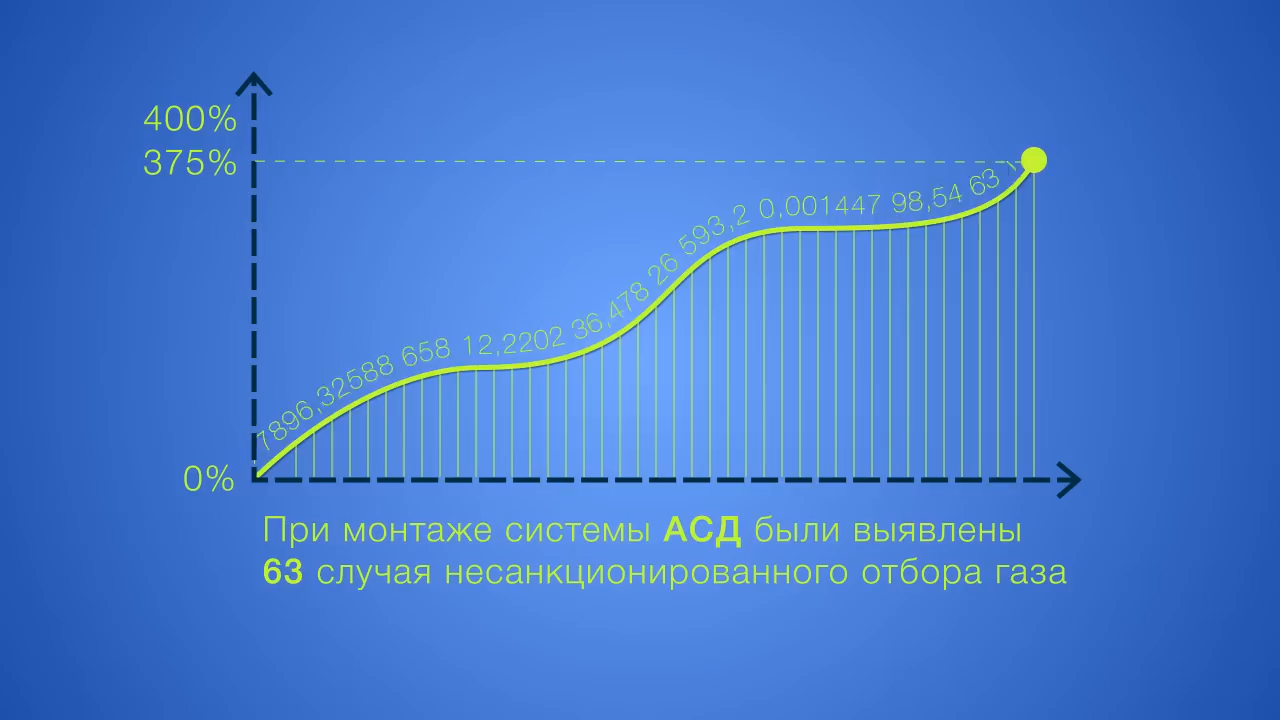 400%
375%
7896,32588 658 12,2202 36,478 26 593,2 0,001447 98,54 63
0%
При монтаже системы АСД были выявлены
63 случая несанкционированного отбора газа